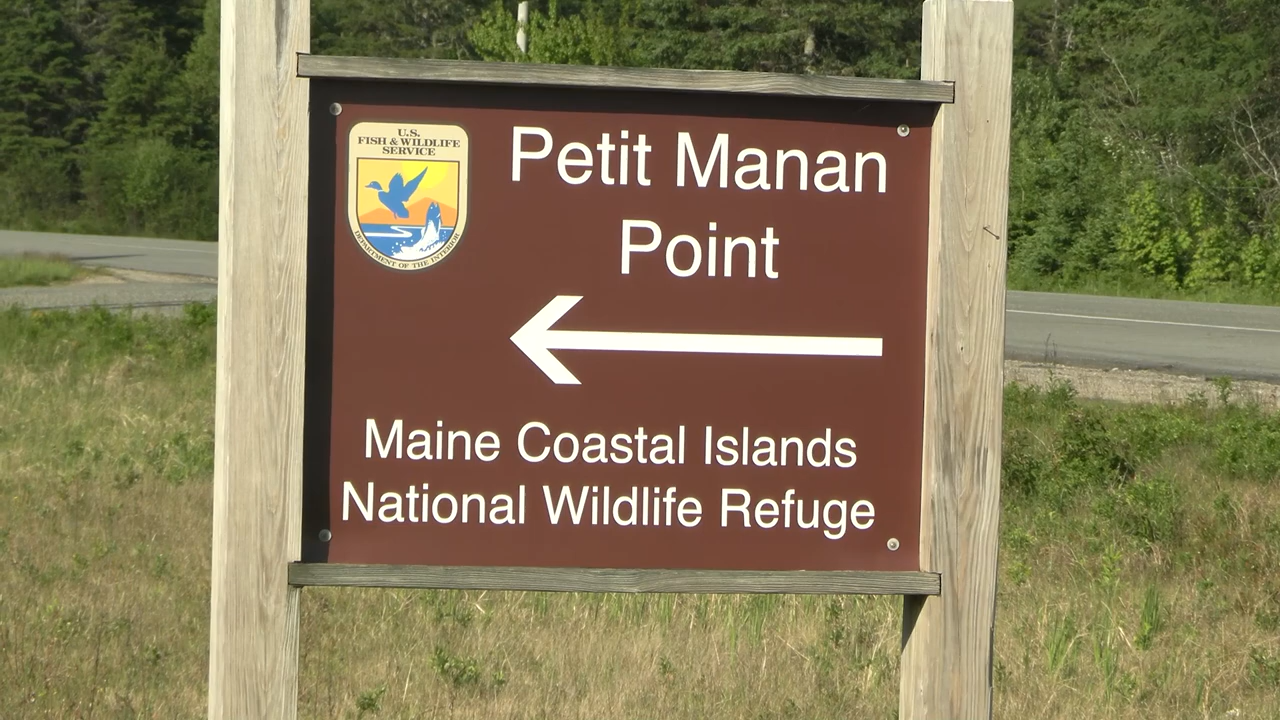 U.S.
FISH & WILDLIFE
SERVICE
DEPARTMENT OF THE INTERIOR
Petit Manan
Point
Maine Coastal Islands
National Wildlife Refuge